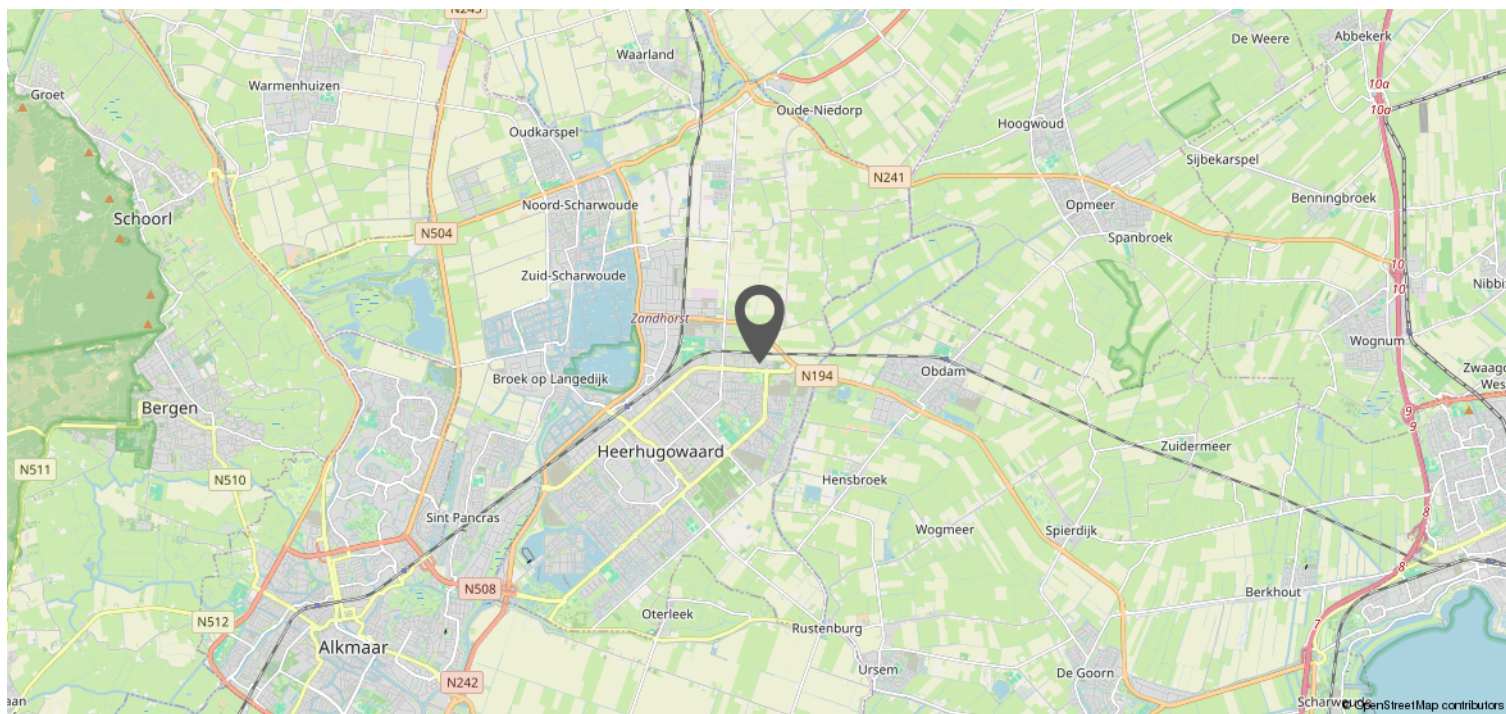 N245
Waarland
De Weere
Abbekerk
Groet
Warmenhuizen
10a
10a
Oude-Niedorp
Oudkarspel
Hoogwoud
Sijbekarspel
N241
Benningbroek
Schoorl
Noord-Scharwoude
Opmeer
N504
Spanbroek
Zuid-Scharwoude
10
10
Nibbi
Zandhorst
Wognum
Broek op Langedijk
N194
Obdam
Zwaagd
Wes
Bergen
9
9
Heerhugowaard
Zuidermeer
N511
N510
Hensbroek
Sint Pancras
Wogmeer
Spierdijk
8
8
N508
Berkhout
N512
Oterleek
Rustenburg
7
Alkmaar
Ursem
De Goorn
N242
aan
Scharwoude
© OpenStreetMap contributors